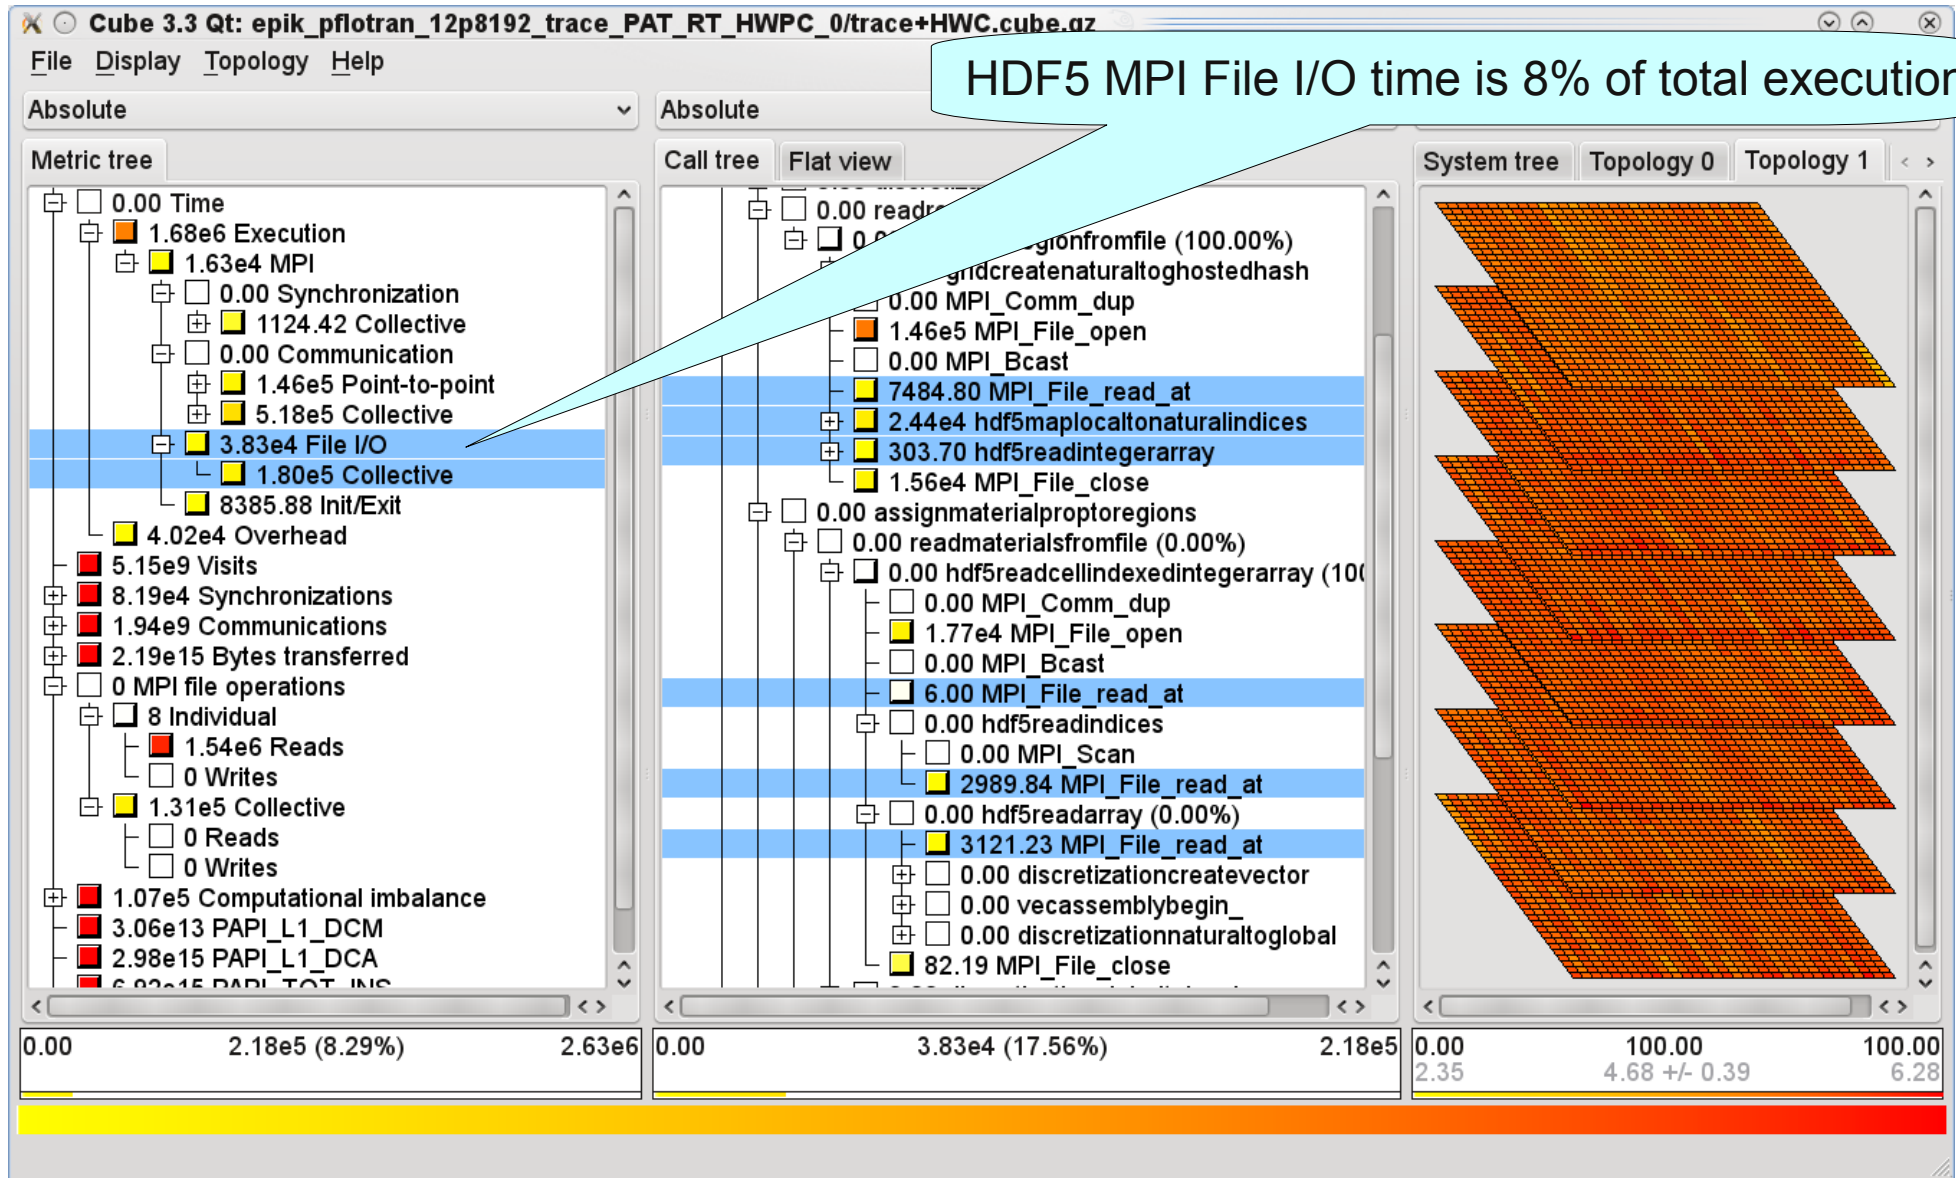 Cube 3.3 Qt: epik_pflotran_12p8192_trace_PAT_RT_HWPC_0/trace+HWC.cube.gz
File Display Topology Help
HDF5 MPI File I/O time is 8% of total execution
Absolute
Absolute
Metric tree
0.00 Time
1.68e6 Execution
1.63e4 MPI
0.00 Synchronization
1124.42 Collective
0.00 Communication
1.46e5 Point-to-point
5.18e5 Collective
3.83e4 File I/O
1.80e5 Collective
8385.88 Init/Exit
4.02e4 Overhead
5.15e9 Visits
8.19e4 Synchronizations
1.94e9 Communications
2.19e15 Bytes transferred
0 MPI file operations
8 Individual
1.54e6 Reads
0 Writes
1.31e5 Collective
0 Reads
0 Writes
1.07e5 Computational imbalance
3.06e13 PAPI_L1_DCM
2.98e15 PAPI_L1_DCA
6.92e15 PAPI_TOT_INS
0.00 2.18e5 (8.29%) 2.63e6
Call tree Flat view
0.00
(100.00%)
gridcreatenaturaltoghostedhash
0.00 MPI_Comm_dup
1.46e5 MPI_File_open
0.00 MPI_Bcast
7484.80 MPI_File_read_at
2.44e4 hdf5maplocaltonaturalindices
303.70 hdf5readintegerarray
1.56e4 MPI_File_close
0.00 assignmaterialproptoregions
0.00 readmaterialsfromfile (0.00%)
0.00 hdf5readcellindexedintegerarray (100
0.00 MPI_Comm_dup
1.77e4 MPI_File_open
0.00 MPI_Bcast
6.00 MPI_File_read_at
0.00 hdf5readindices
0.00 MPI_Scan
2989.84 MPI_File_read_at
0.00 hdf5readarray (0.00%)
3121.23 MPI_File_read_at
0.00 discretizationcreatevector
0.00 vecassemblybegin_
0.00 discretizationnaturaltoglobal
82.19 MPI_File_close
0.00 3.83e4 (17.56%) 2.18e5
System tree Topology 0 Topology 1
0.00 100.00 100.00
2.35 4.68 +/- 0.39 6.28